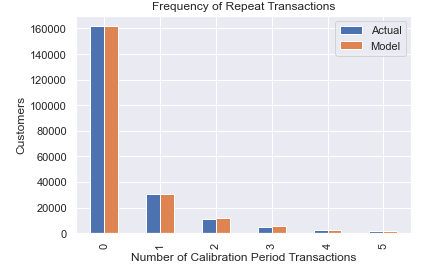 Frequency of Repeat Transactions
Actual
Model
160000
140000
120000
100000
80000
60000
40000
20000
0
Customers
0 1 2 3 4 5
Number of Calibration Period Transactions